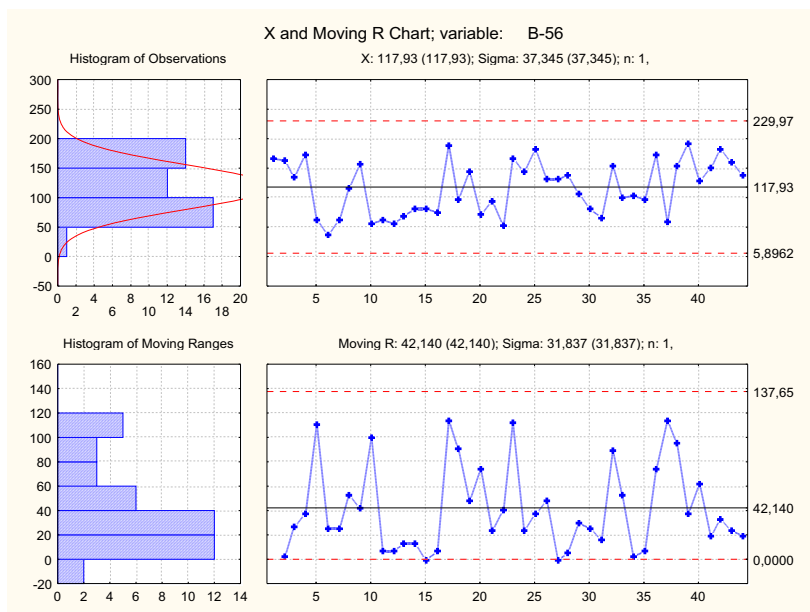 X and Moving R Chart; variable: B-56
Histogram of Observations
X: 117,93 (117,93); Sigma: 37,345 (37,345); n: 1,
300
250
200
150
100
50
0
-50
0 4 8 12 16 20
2 6 10 14 18
229,97
117,93
5,8962
5 10 15 20 25 30 35 40
Histogram of Moving Ranges
Moving R: 42,140 (42,140); Sigma: 31,837 (31,837); n: 1,
160
140
120
100
80
60
40
20
0
-20
0 2 4 6 8 10 12 14
137,65
42,140
0,0000
5 10 15 20 25 30 35 40